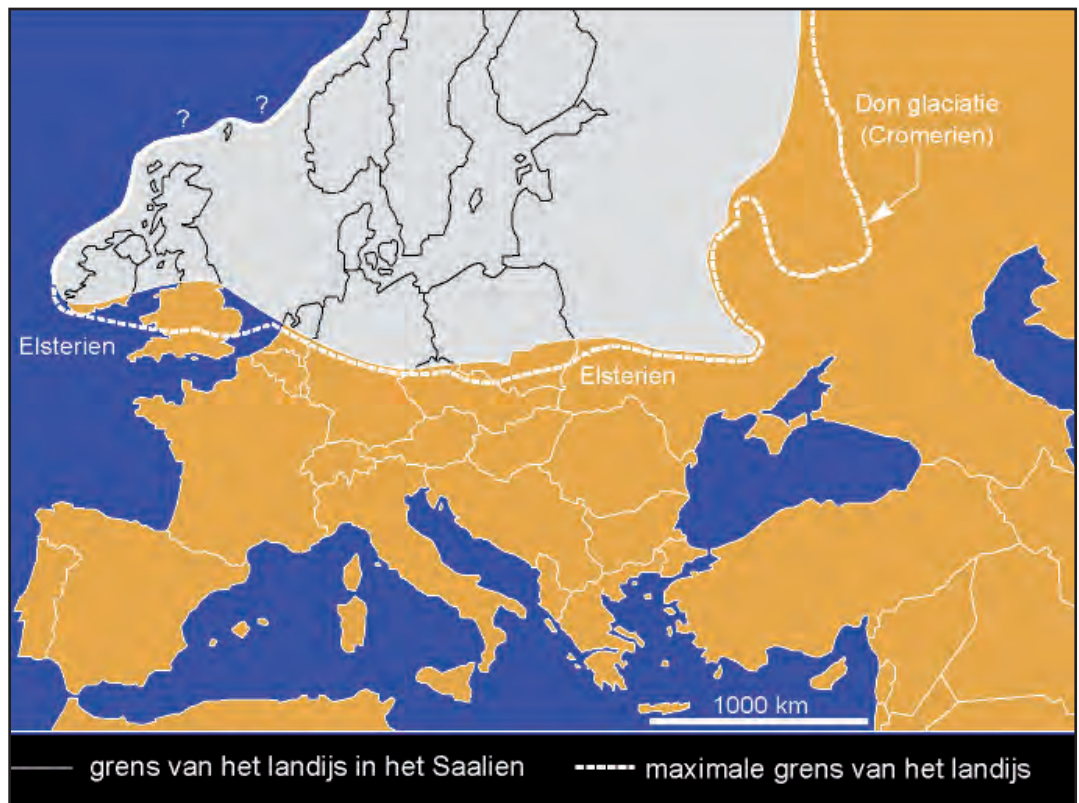 ?
?
Don glaciatie
(Cromerien)
Elsterien
Elsterien
1000 km
grens van het landijs in het Saalien
maximale grens van het landijs